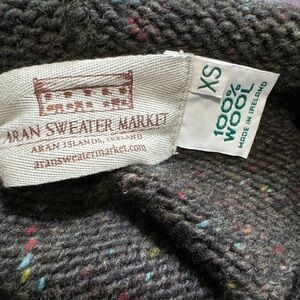 ARAN SWEATER MARKET
ARAN ISLANDS, IRELAND
aransweatermarket.com
XS
100%
WOOL
MADE IN IRELAND